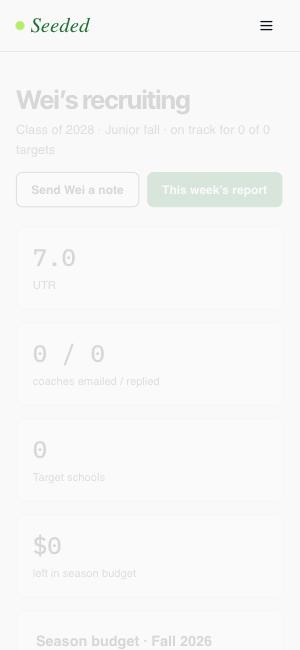 Seeded
Wei's recruiting
Class of 2028 · Junior fall · on track for 0 of 0
targets
Send Wei a note
This week's report
7.0
UTR
0 / 0
coaches emailed / replied
0
Target schools
$0
left in season budget
Season budget · Fall 2026